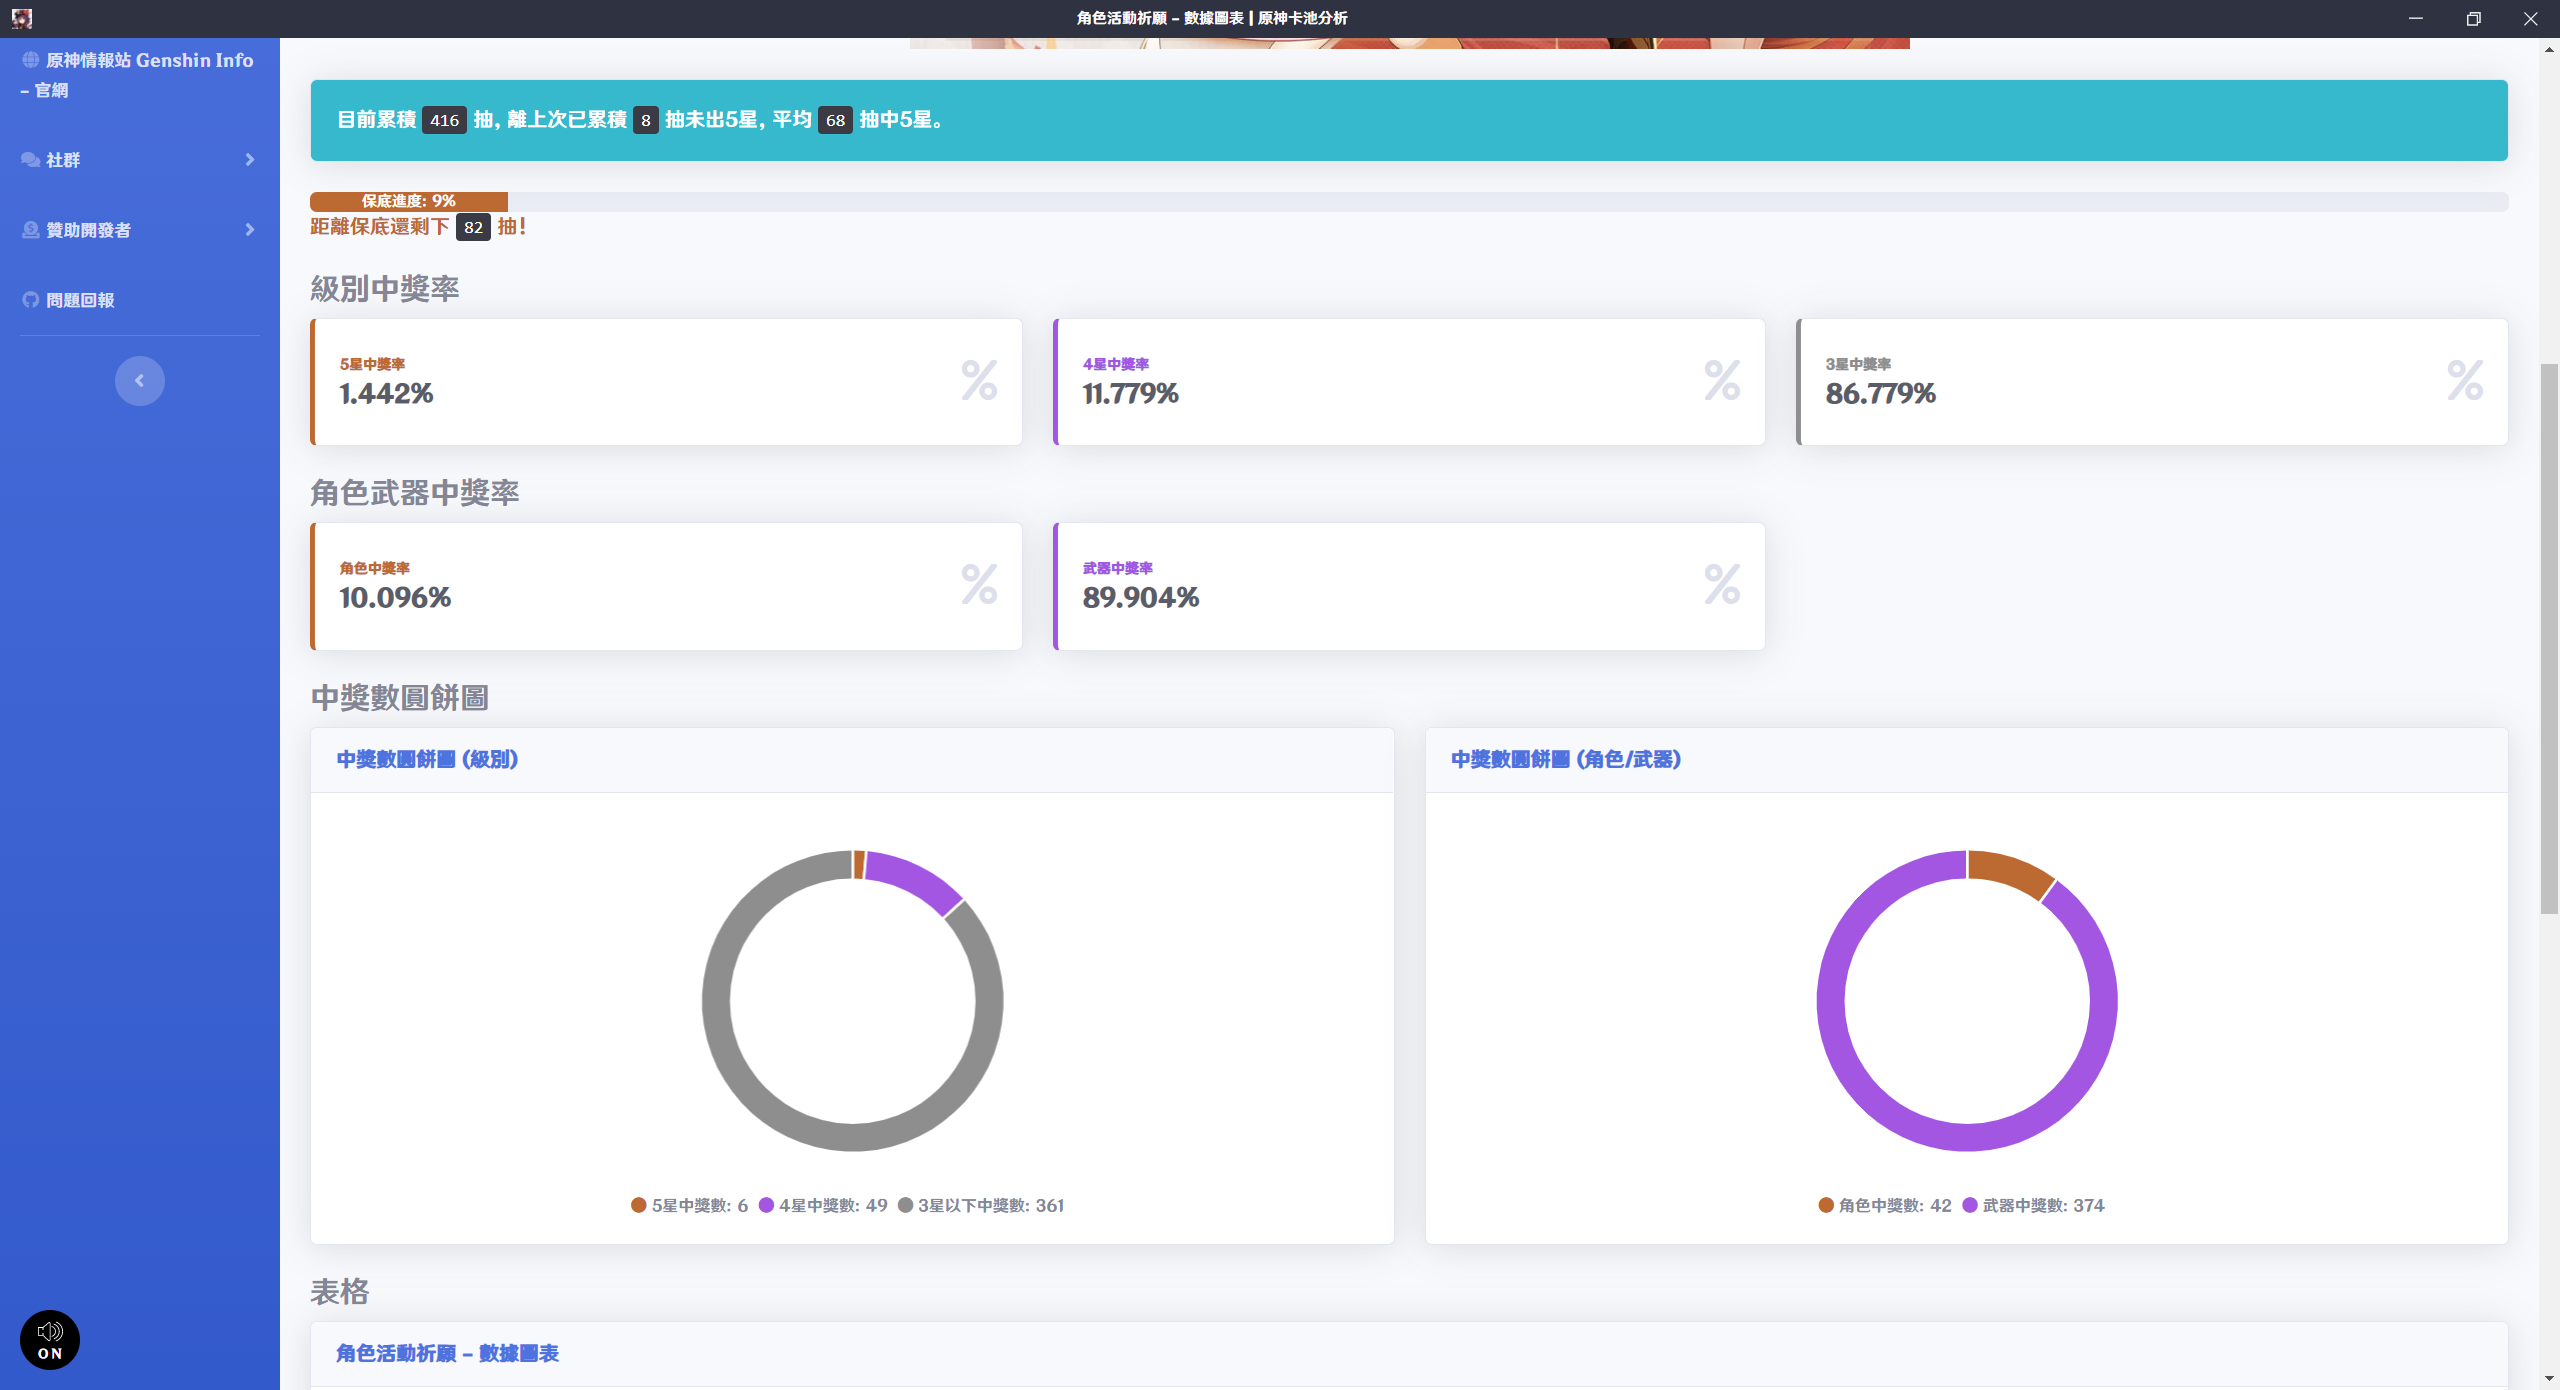 角色活動祈願 – 數據圖表 | 原神卡池分析
原神情報站 Genshin Info
– 官網
社群
贊助開發者
問題回報
ON
目前累積 416 抽, 離上次已累積 8 抽未出5星, 平均 68 抽中5星。
保底進度: 9%
距離保底還剩下 82 抽!
級別中獎率
5星中獎率
1.442%
4星中獎率
11.779%
3星中獎率
86.779%
角色武器中獎率
角色中獎率
10.096%
武器中獎率
89.904%
中獎數圓餅圖
中獎數圓餅圖 (級別)
5星中獎數: 6 4星中獎數: 49 3星以下中獎數: 361
中獎數圓餅圖 (角色/武器)
角色中獎數: 42 武器中獎數: 374
表格
角色活動祈願 – 數據圖表